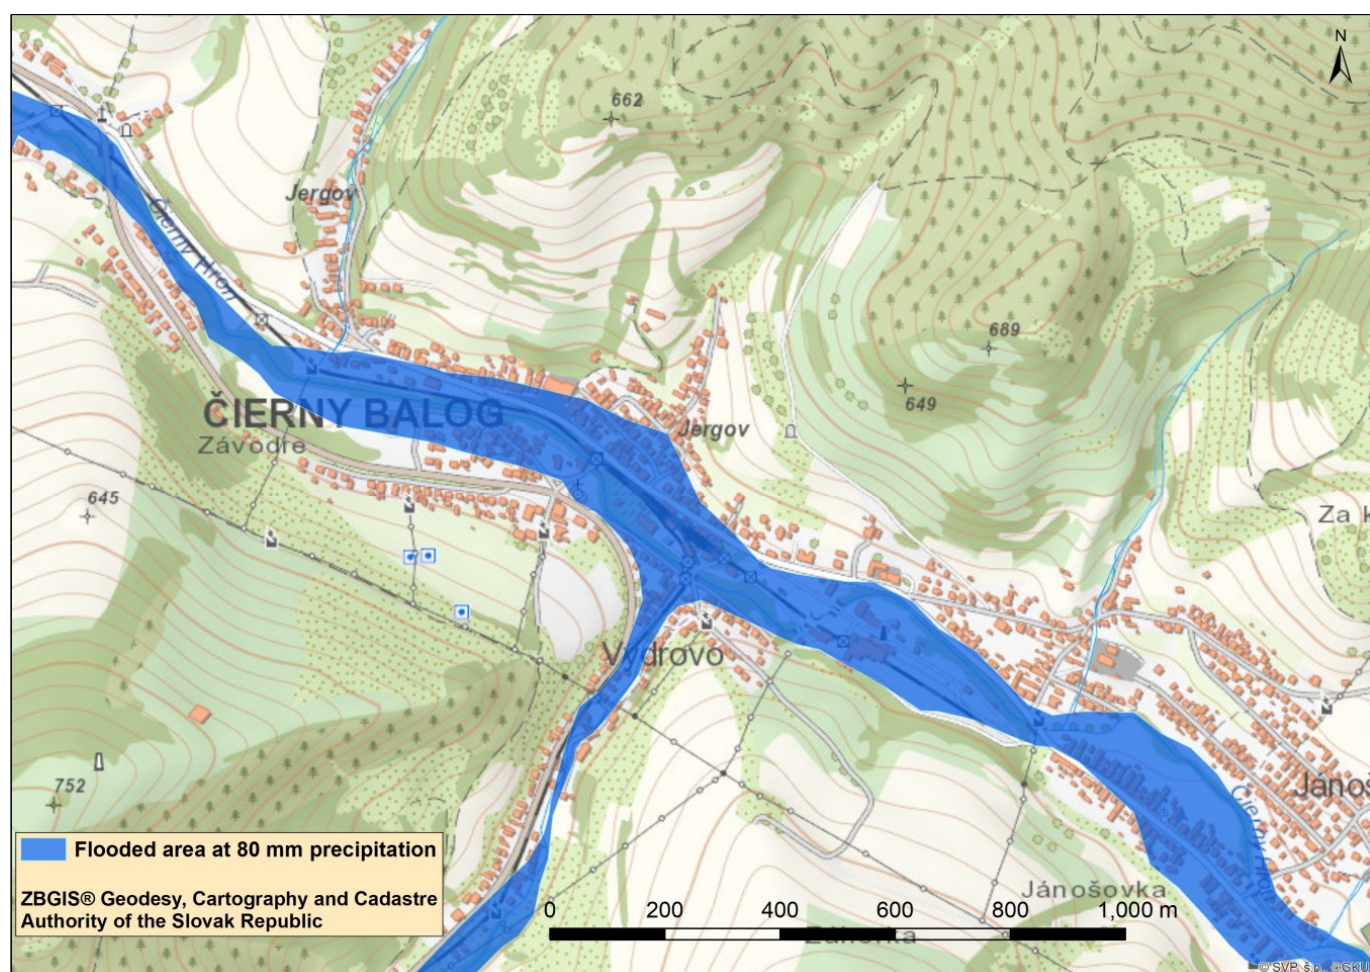 N
662
Jergov
Čierny Hron
689
649
ČIERNY BALOG
Závodie
Jergov
645
Za k
Vydrovo
752
János
Čierny Hron
Flooded area at 80 mm precipitation
ZBGIS® Geodesy, Cartography and Cadastre
Authority of the Slovak Republic
Jánošovka
0 200 400 600 800 1,000 m
Záhorka